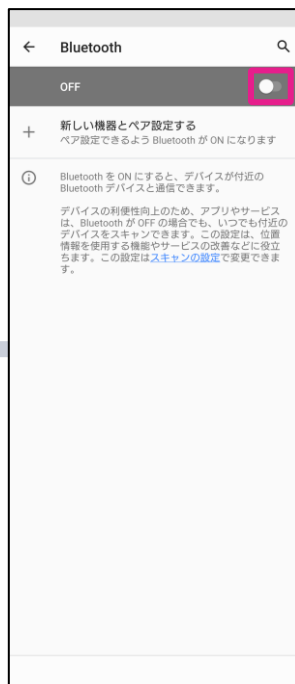 Bluetooth
OFF
新しい機器とペア設定する
ペア設定できるよう Bluetooth が ON になります
Bluetooth を ON にすると、デバイスが付近の
Bluetooth デバイスと通信できます。
デバイスの利便性向上のため、アプリやサービス
は、Bluetooth が OFF の場合でも、いつでも付近の
デバイスをスキャンできます。この設定は、位置
情報を使用する機能やサービスの改善などに役立
ちます。この設定はスキャンの設定で変更できま
す。